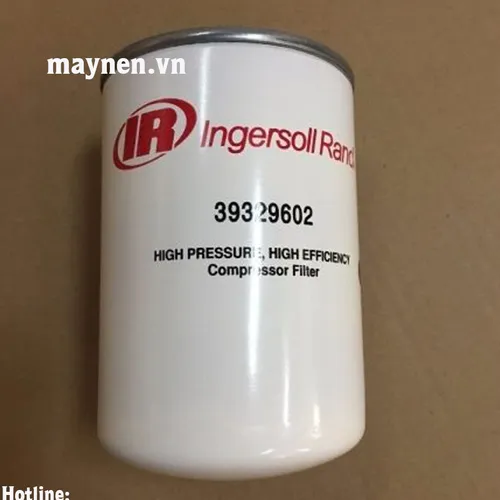 maynen.vn
IR Ingersoll Rand
39329602
HIGH PRESSURE, HIGH EFFICIENCY
Compressor Filter
Hotline: